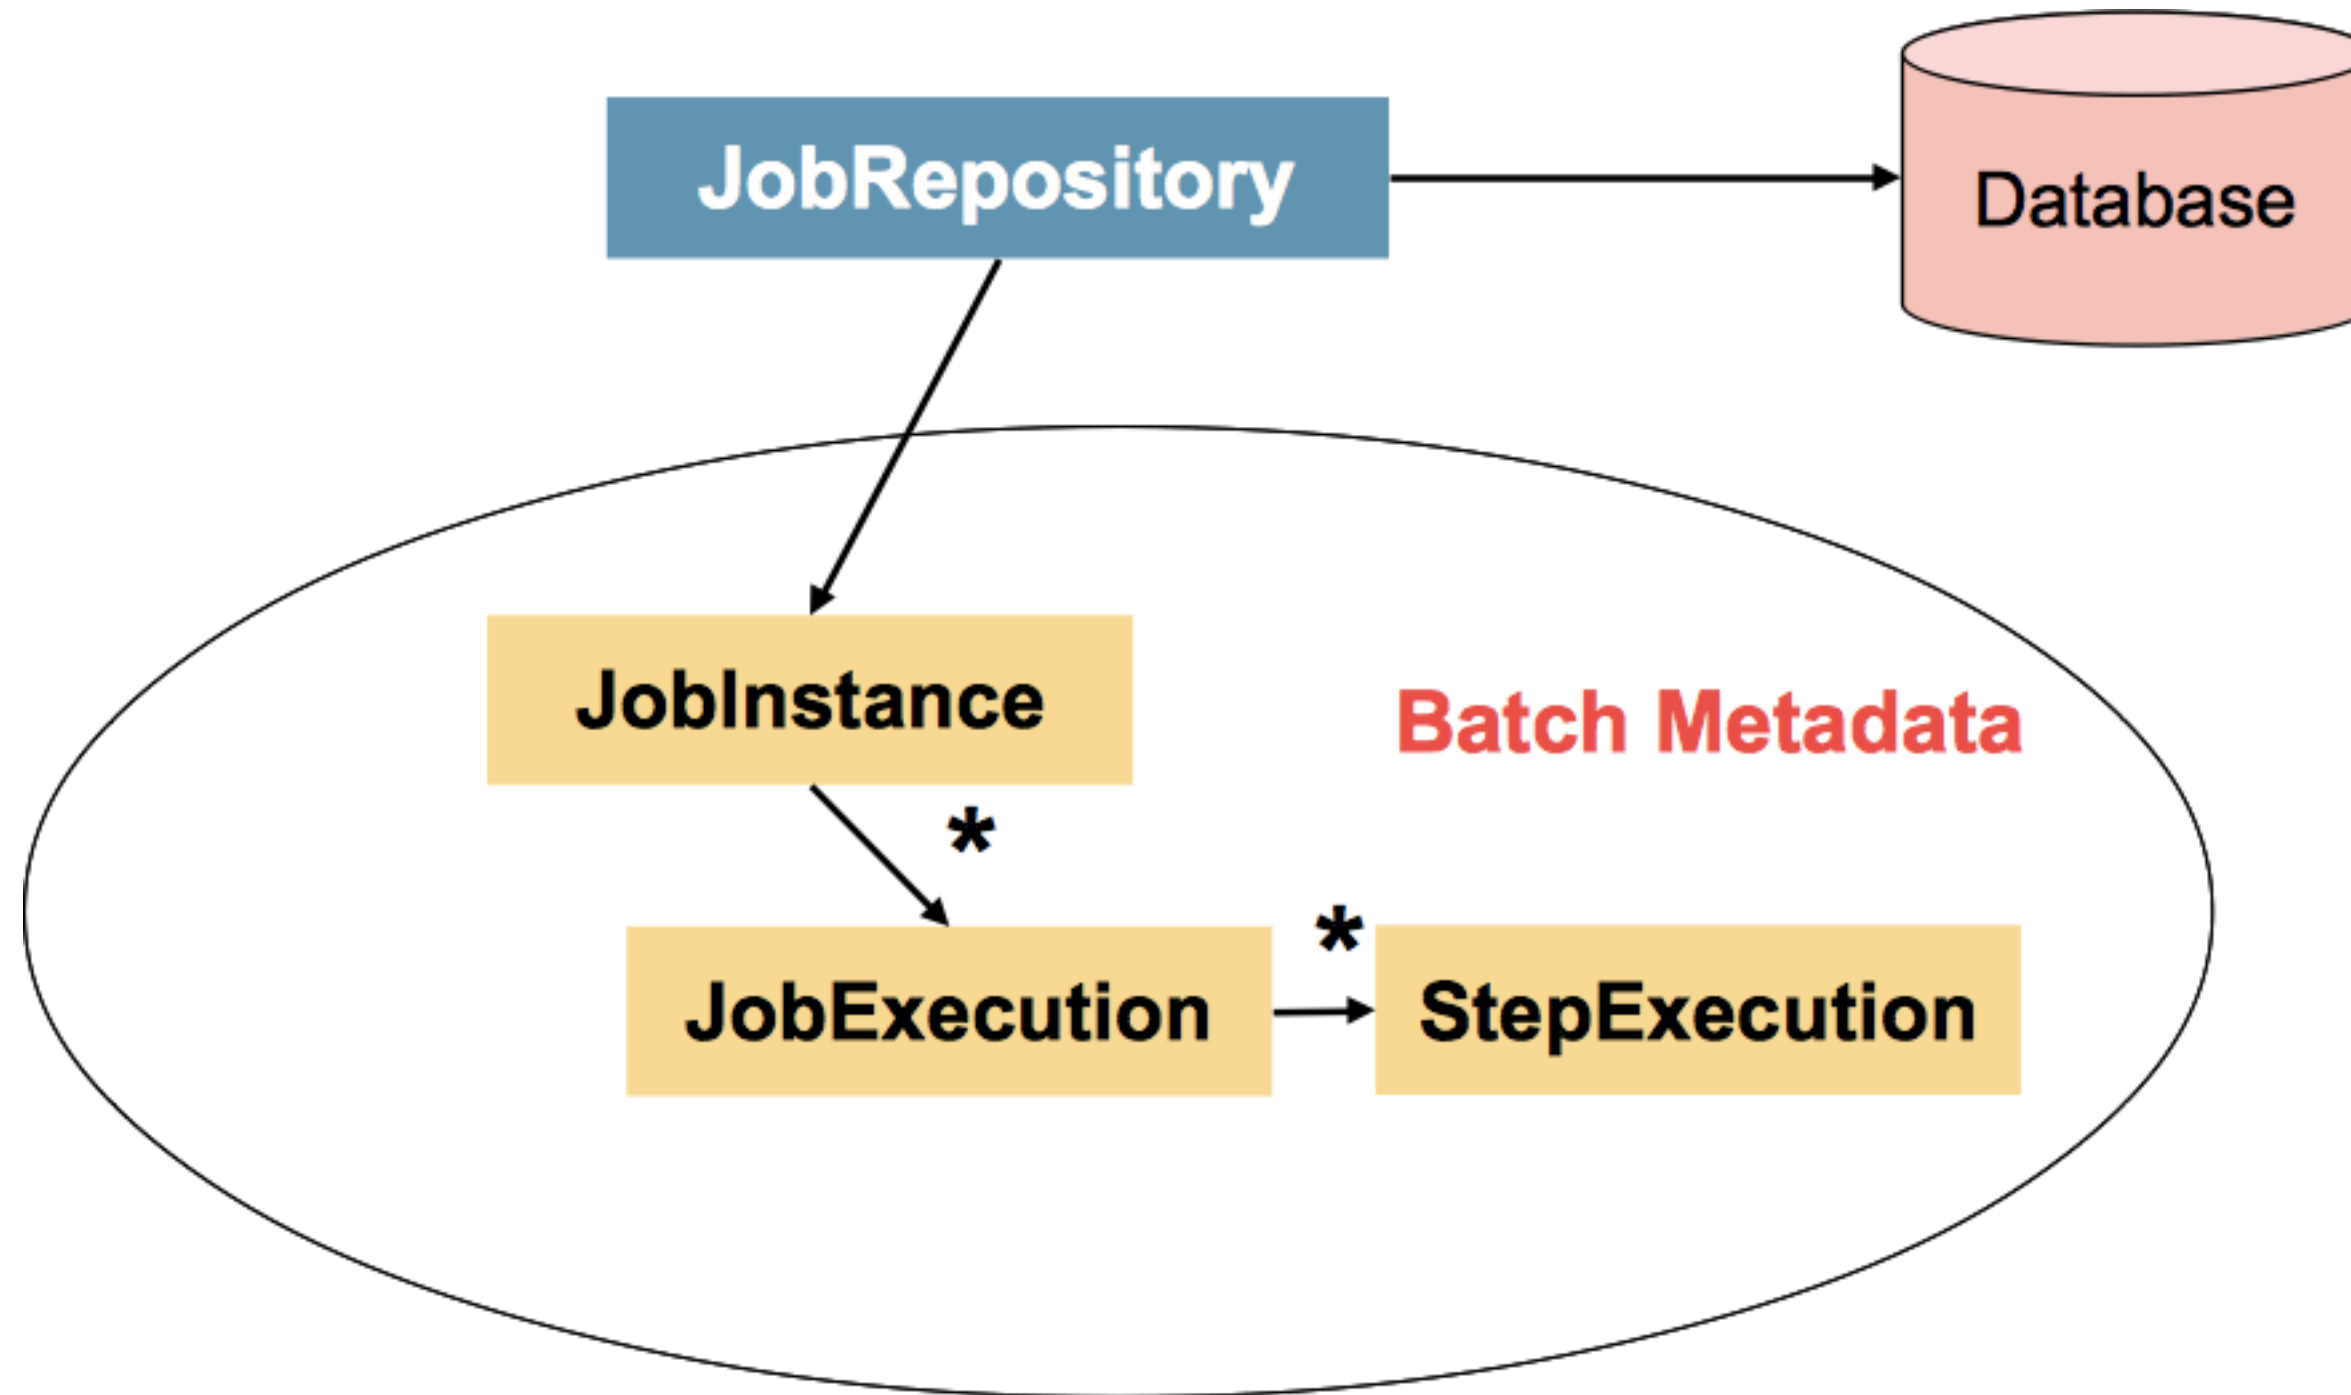 JobRepository
Database
JobInstance
Batch Metadata
*
*
JobExecution
StepExecution